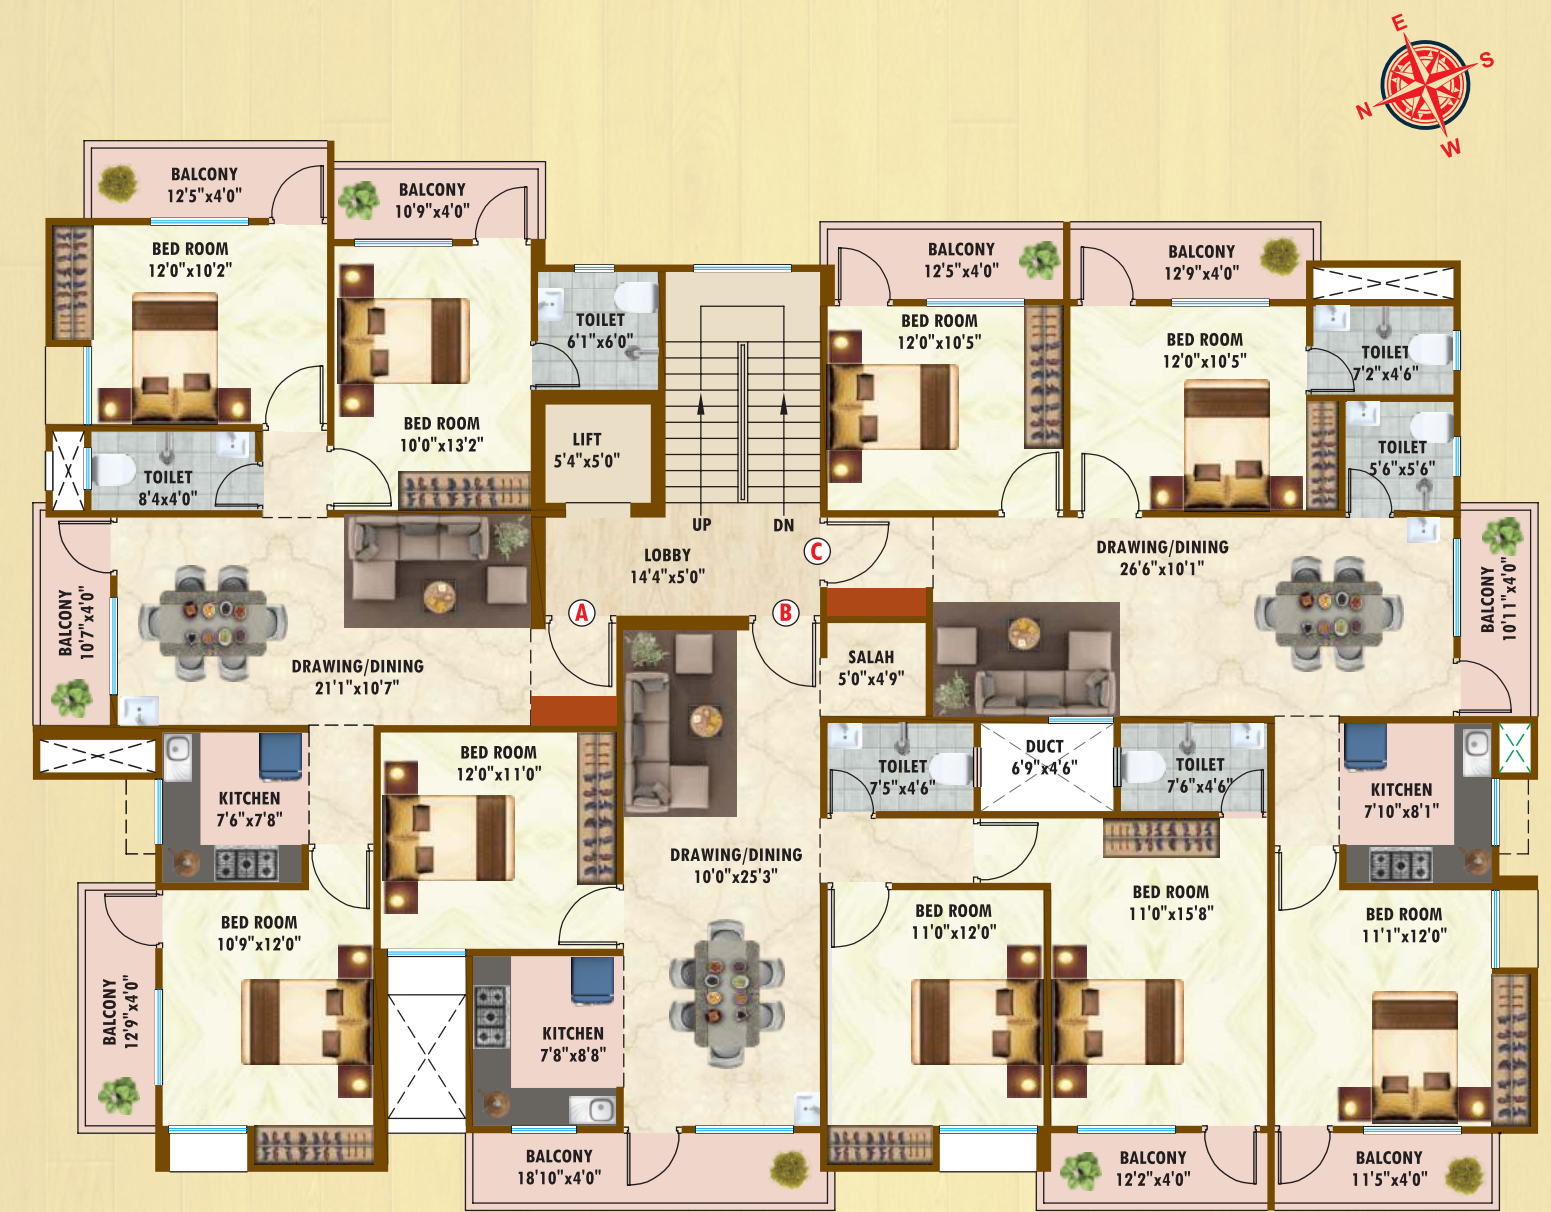 E
S
N
W
BALCONY
12'5"x4'0"
BALCONY
10'9"x4'0"
BED ROOM
12'0"x10'2"
BED ROOM
10'0"x13'2"
TOILET
6'1"x6'0"
BALCONY
12'5"x4'0"
BALCONY
12'9"x4'0"
BED ROOM
12'0"x10'5"
BED ROOM
12'0"x10'5"
TOILET
7'2"x4'6"
TOILET
5'6"x5'6"
LIFT
5'4"x5'0"
TOILET
8'4x4'0"
UP
DN
LOBBY
14'4"x5'0"
C
A
B
DRAWING/DINING
26'6"x10'1"
BALCONY
10'11"x4'0"
BALCONY
10'7"x4'0"
DRAWING/DINING
21'1"x10'7"
SALAH
5'0"x4'9"
BED ROOM
12'0"x11'0"
KITCHEN
7'6"x7'8"
TOILET
7'5"x4'6"
DUCT
6'9"x4'6"
TOILET
7'6"x4'6"
KITCHEN
7'10"x8'1"
DRAWING/DINING
10'0"x25'3"
BED ROOM
10'9"x12'0"
BED ROOM
11'0"x12'0"
BED ROOM
11'0"x15'8"
BED ROOM
11'1"x12'0"
BALCONY
12'9"x4'0"
KITCHEN
7'8"x8'8"
BALCONY
18'10"x4'0"
BALCONY
12'2"x4'0"
BALCONY
11'5"x4'0"